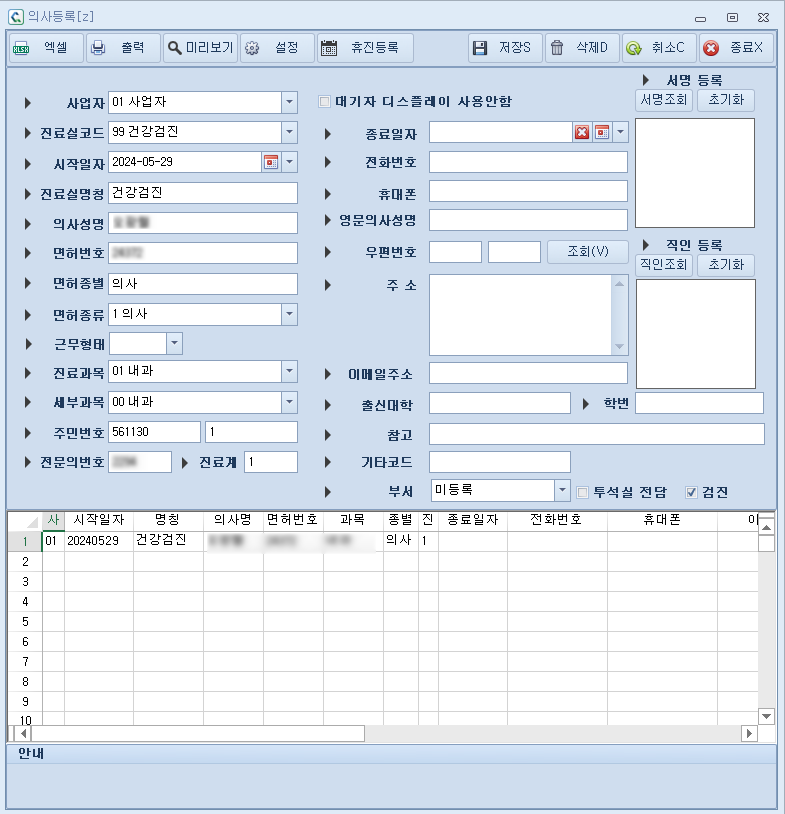 의사등록[z]
엑셀 출력 미리보기 설정 휴진등록 저장S 삭제D 취소C 종료X
서명 등록
서명조회 초기화
사업자 01 사업자 대기자 디스플레이 사용안함
진료실코드 99 건강검진 종료일자
시작일자 2024-05-29 전화번호
진료실명칭 건강검진 휴대폰
의사성명 영문의사성명
면허번호 우편번호 조회(V)
직인 등록
직인조회 초기화
면허종별 의사 주 소
면허종류 1 의사
근무형태
진료과목 01 내과 이메일주소
세부과목 00 내과 출신대학 학번
주민번호 561130 1 참고
전문의번호 진료계 1 기타코드
부서 미등록 투석실 전담 검진
사 시작일자 명칭 의사명 면허번호 과목 종별 진 종료일자 전화번호 휴대폰
1 01 20240529 건강검진 의사 1
2
3
4
5
6
7
8
9
10
안내